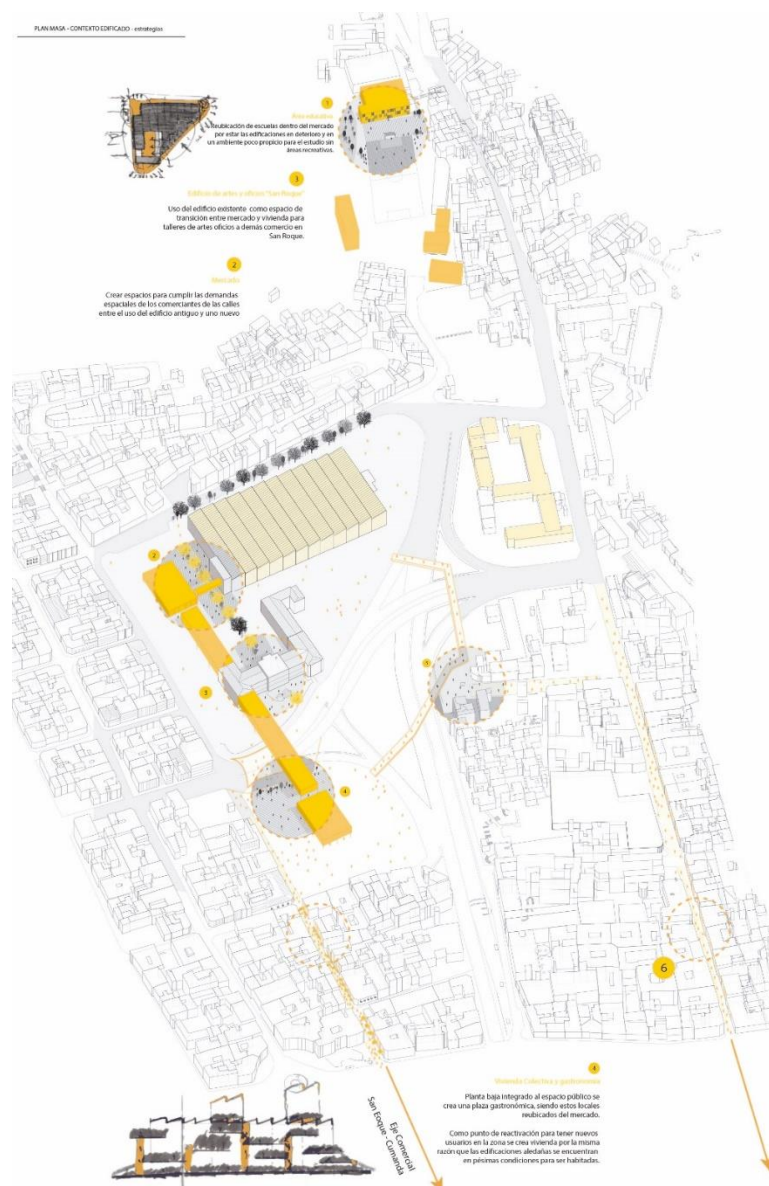 PLAN MASA - CONTEXTO EDIFICADO - estrategias
1
Área educativa
Reubicación de escuelas dentro del mercado
por estar las edificaciones en deterioro y en
un ambiente poco propicio para el estudio sin
áreas recreativas.
3
Edificio de artes y oficios "San Roque"
Uso del edificio existente como espacio de
transición entre mercado y vivienda para
talleres de artes oficios a demás comercio en
San Roque.
2
Mercado
Crear espacios para cumplir las demandas
espaciales de los comerciantes de las calles
entre el uso del edificio antiguo y uno nuevo
2
3
5
4
6
Eje Comercial
San Eoque - Cumanda
4
Vivienda Colectiva y gastronomia
Planta baja integrado al espacio público se
crea una plaza gastronómica, siendo estos locales
reubicados del mercado.
Como punto de reactivación para tener nuevos
usuarios en la zona se creu vivienda por la misma
razón que las edificaciones aledañas se encuentran
en pésimas condiciones para ser habitadas.